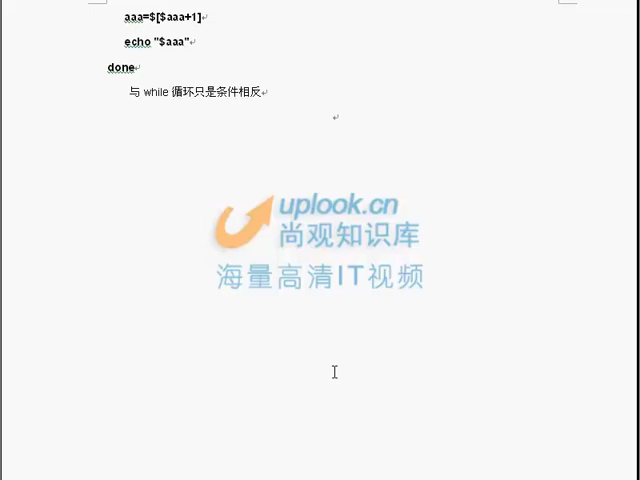 aaa=$[$aaa+1]
echo "$aaa"
done
与 while 循环只是条件相反
uplook.cn
尚观知识库
海量高清IT视频